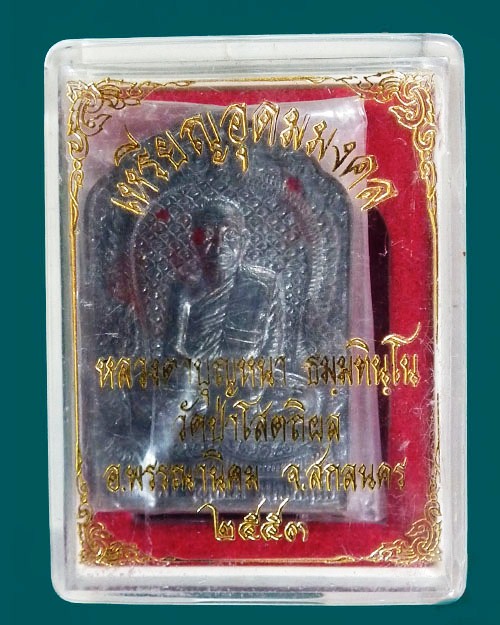 เหรียญอุดมมงคล
หลวงตาบุญหนา ธมฺมทินฺโน
วัดป่าโสตถิผล
อ.พรรณานิคม จ.สกลนคร
๒๕๕๓